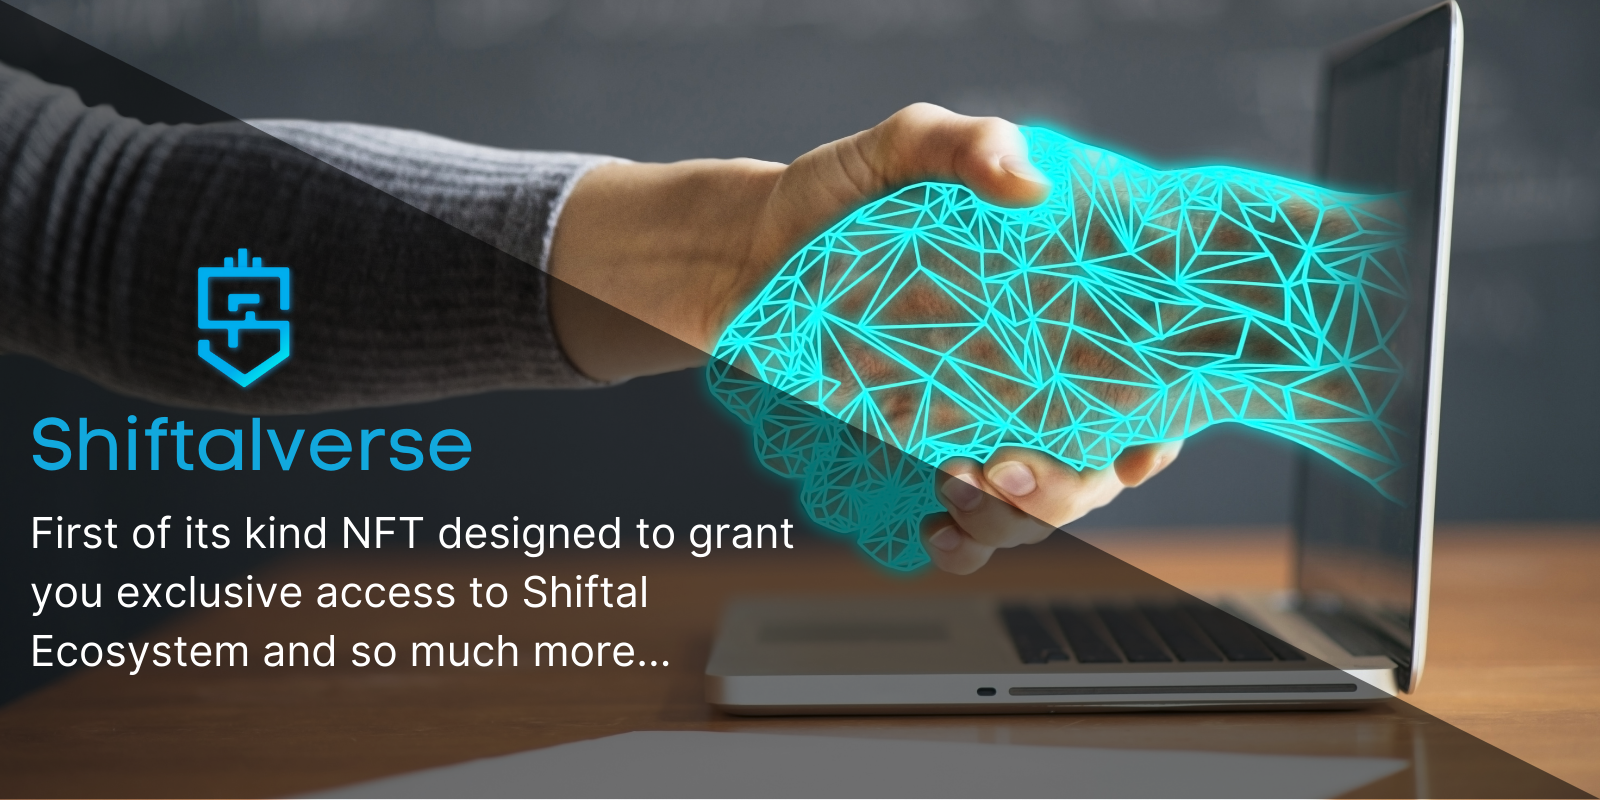 Shiftalverse
First of its kind NFT designed to grant
you exclusive access to Shiftal
Ecosystem and so much more...